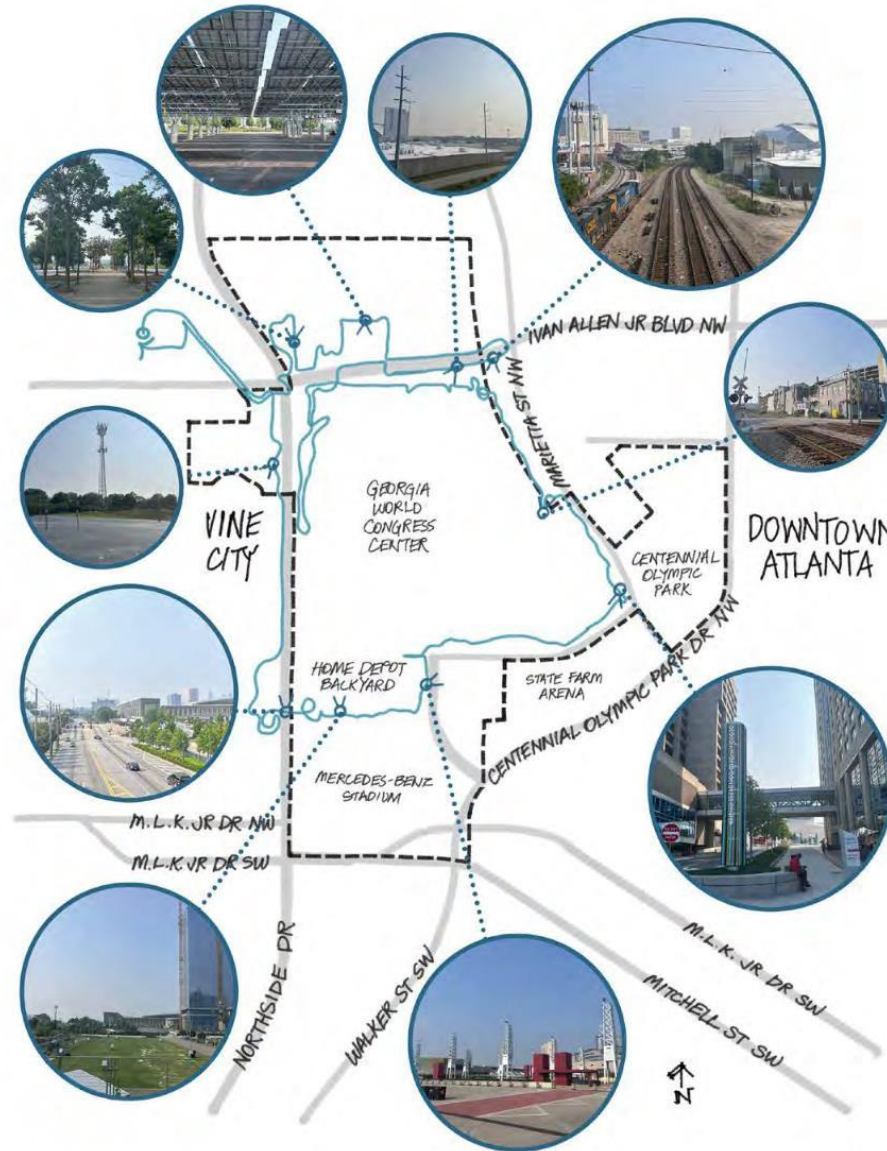 IVAN ALLEN JR BLVD NW
MARIETTA ST NW
GEORGIA
WORLD
CONGRESS
CENTER
VINE
CITY
CENTENNIAL
OLYMPIC
PARK
DOWNTOWN
ATLANTA
HOME DEPOT
BACKYARD
STATE FARM
ARENA
CENTENNIAL OLYMPIC PARK DR NW
MERCEDES-BENZ
STADIUM
M.L.K. JR DR NW
M.L.K. JR DR SW
NORTHSIDE DR
WALKER ST SW
M.L.K. JR DR SW
MITCHELL ST SW
N